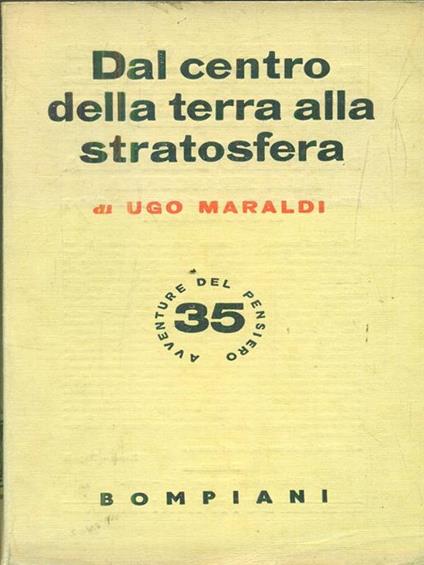 Dal centro
della terra alla
stratosfera
di UGO MARALDI
AVVENTURE DEL PENSIERO
35
BOMPIANI